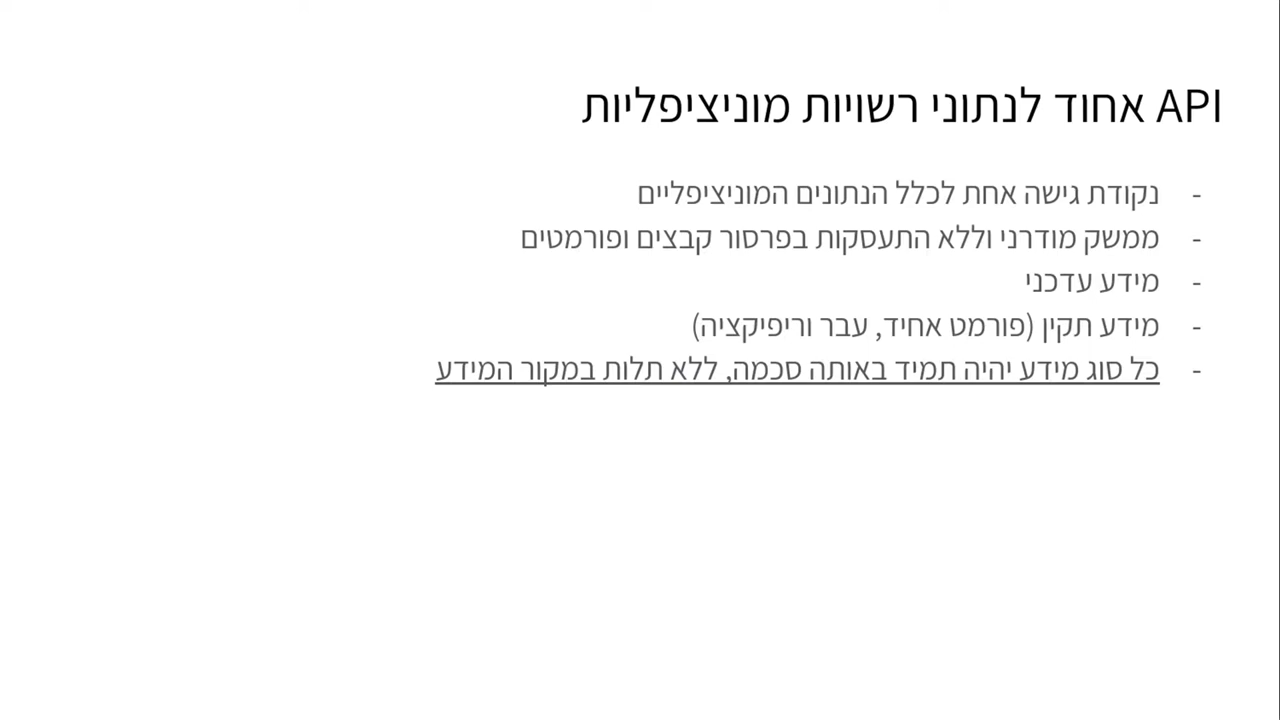 API אחוד לנתוני רשויות מוניציפליות
- נקודת גישה אחת לכלל הנתונים המוניציפליים
- ממשק מודרני וללא התעסקות בפרסור קבצים ופורמטים
- מידע עדכני
- מידע תקין (פורמט אחיד, עבר וריפיקציה)
- כל סוג מידע יהיה תמיד באותה סכמה, ללא תלות במקור המידע